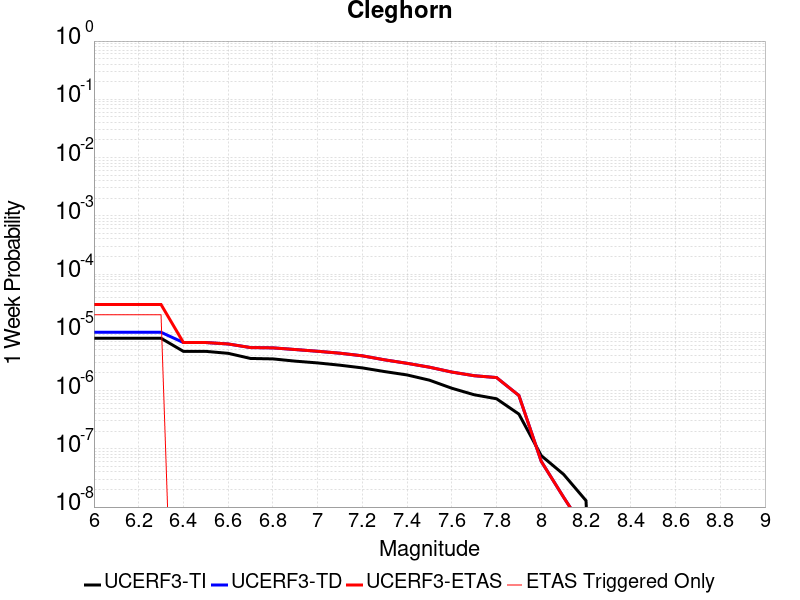 Cleghorn
1 Week Probability
10^0
10^-1
10^-2
10^-3
10^-4
10^-5
10^-6
10^-7
10^-8
6 6.2 6.4 6.6 6.8 7 7.2 7.4 7.6 7.8 8 8.2 8.4 8.6 8.8 9
Magnitude
UCERF3-TI UCERF3-TD UCERF3-ETAS ETAS Triggered Only